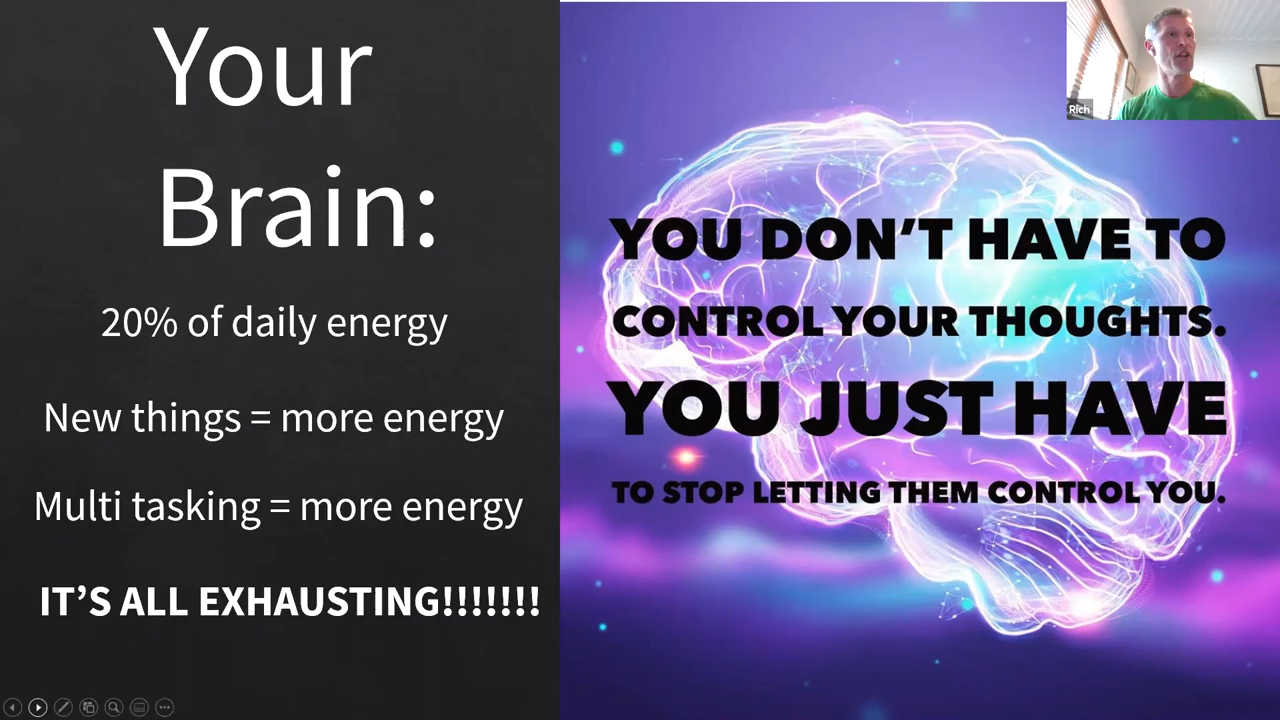 Your
Brain:
20% of daily energy
New things = more energy
Multi tasking = more energy
IT’S ALL EXHAUSTING!!!!!!!
YOU DON’T HAVE TO
CONTROL YOUR THOUGHTS.
YOU JUST HAVE
TO STOP LETTING THEM CONTROL YOU.
Rich